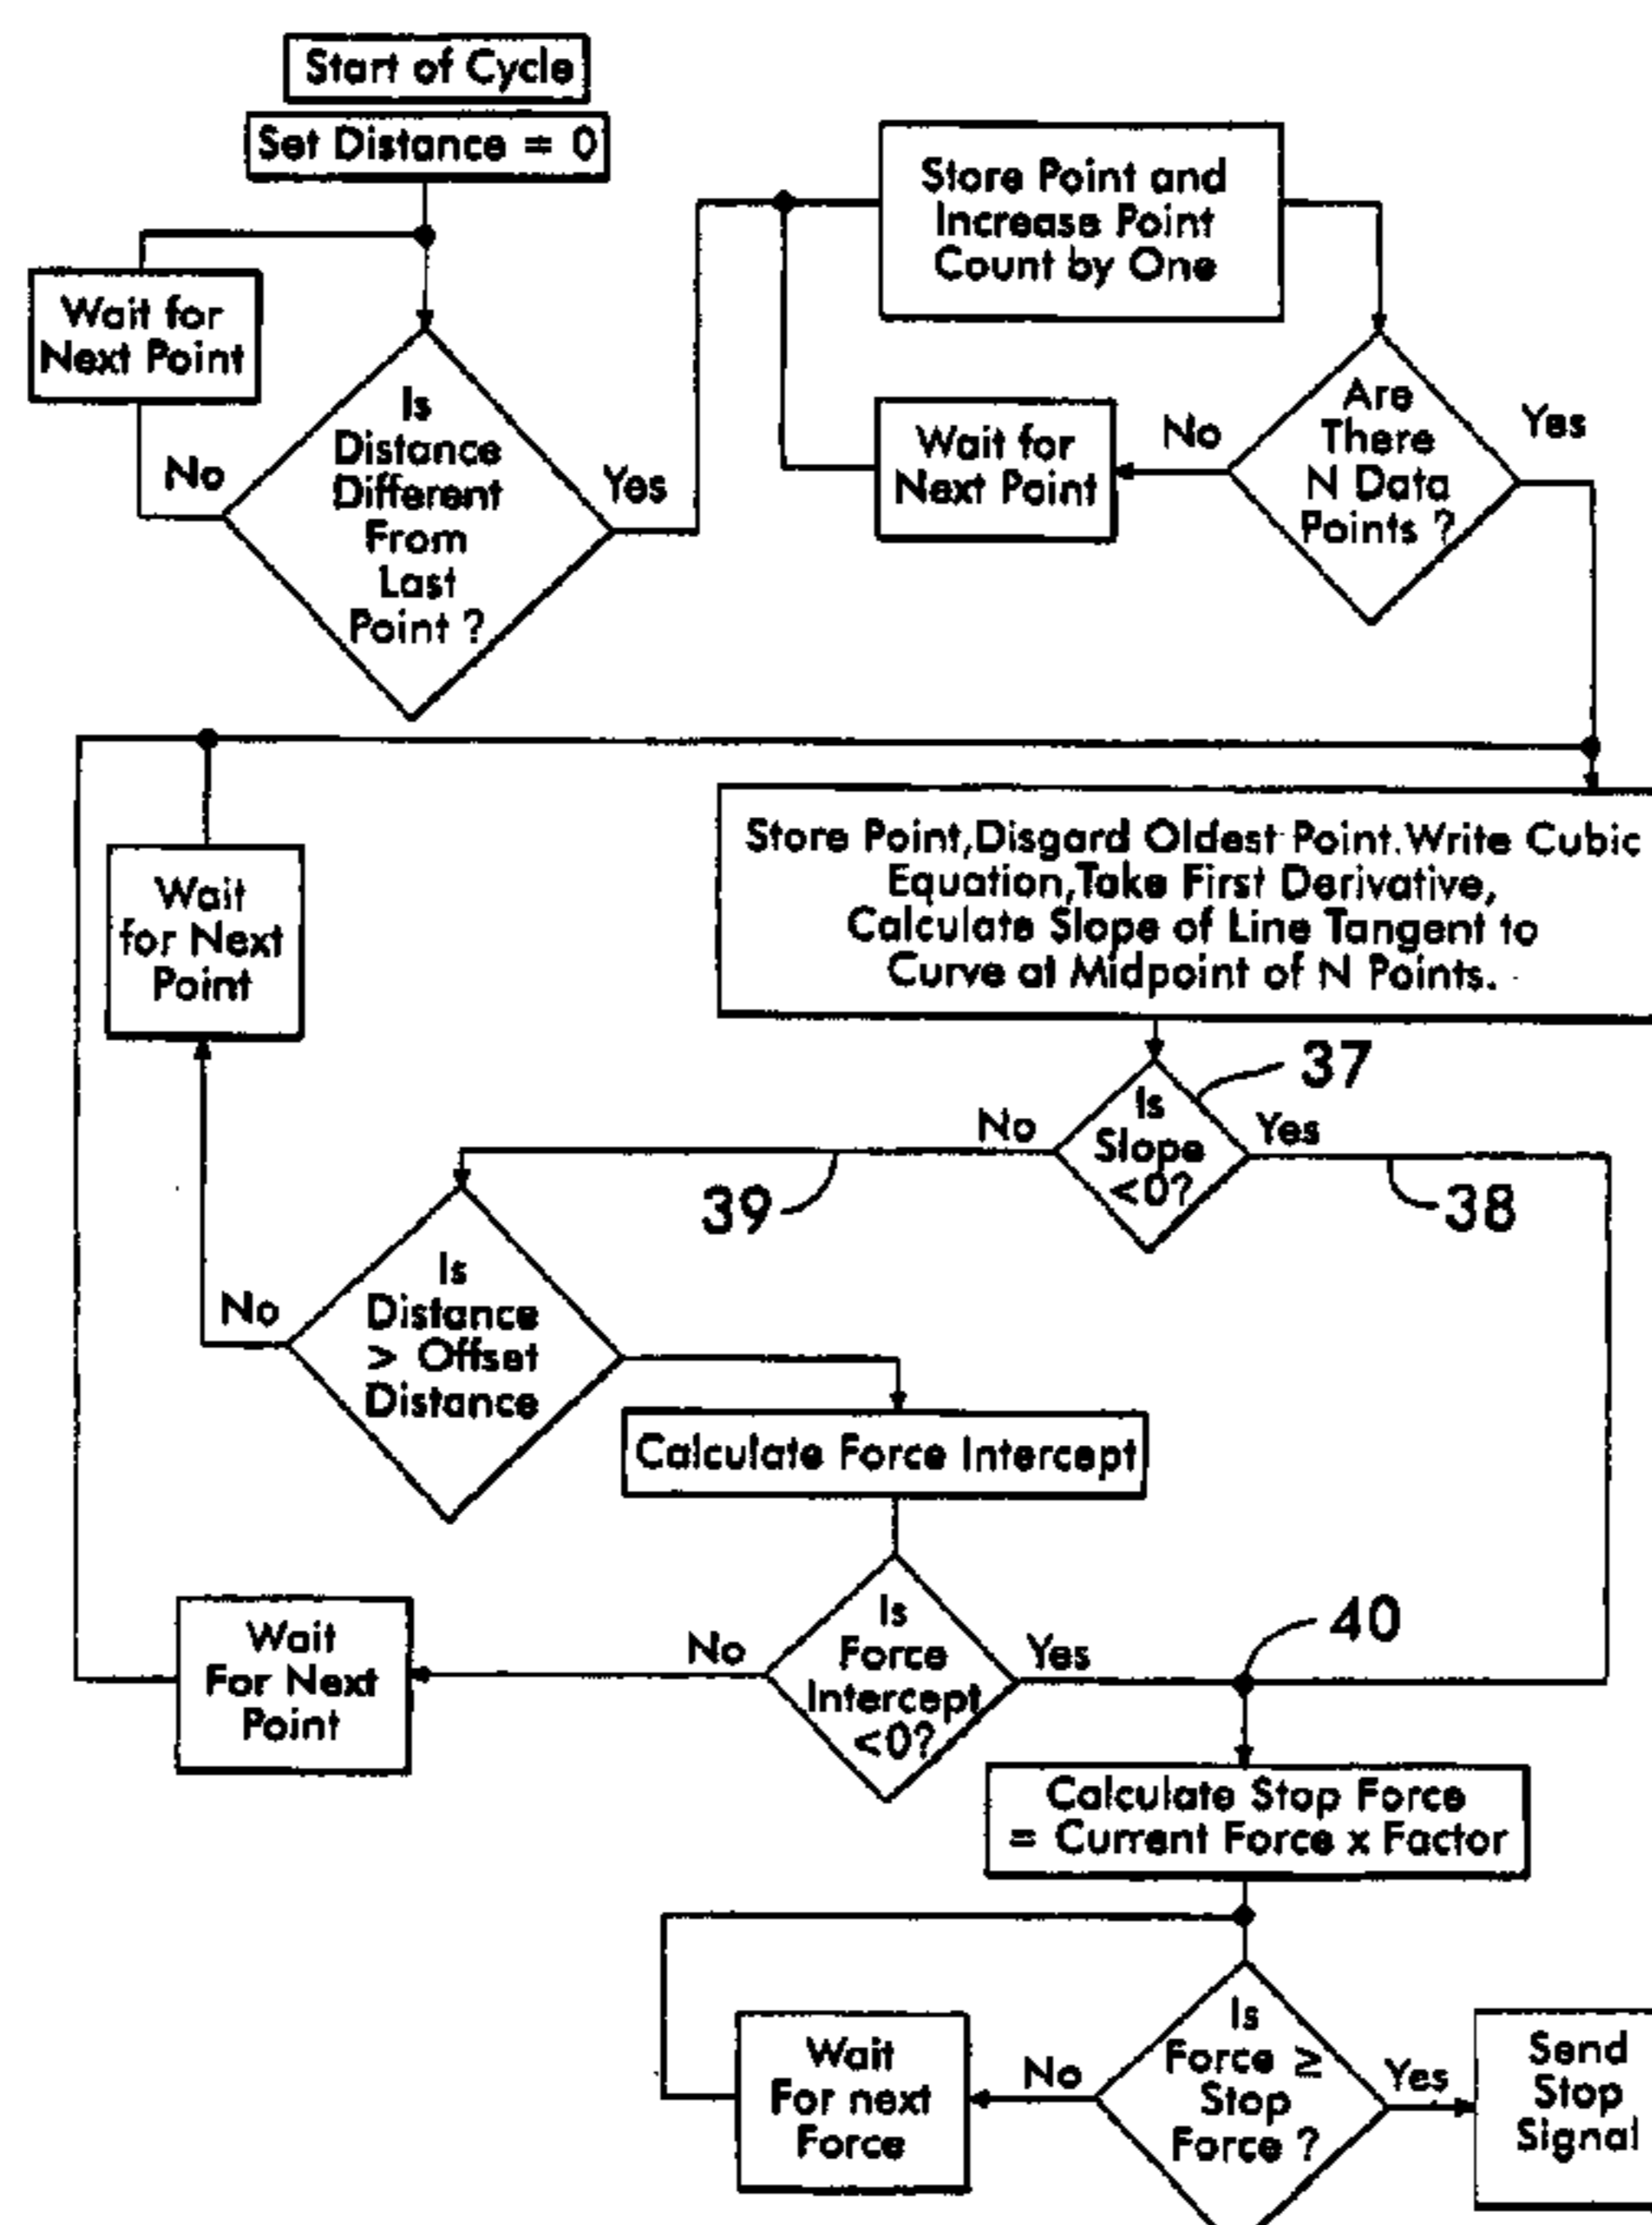 Start of Cycle
Set Distance = 0
Wait for
Next Point
No
Is
Distance
Different
From
Last
Point ?
Yes
Store Point and
Increase Point
Count by One
Wait for
Next Point
No
Are
There
N Data
Points ?
Yes
Store Point,Disgard Oldest Point.Write Cubic
Equation,Take First Derivative,
Calculate Slope of Line Tangent to
Curve at Midpoint of N Points.
Wait
for Next
Point
37
No
Is
Slope
<0?
Yes
39
38
No
Is
Distance
> Offset
Distance
Calculate Force Intercept
Wait
For Next
Point
No
Is
Force
Intercept
<0?
Yes
40
Calculate Stop Force
= Current Force x Factor
Wait
For next
Force
No
Is
Force ≥
Stop
Force ?
Yes
Send
Stop
Signal